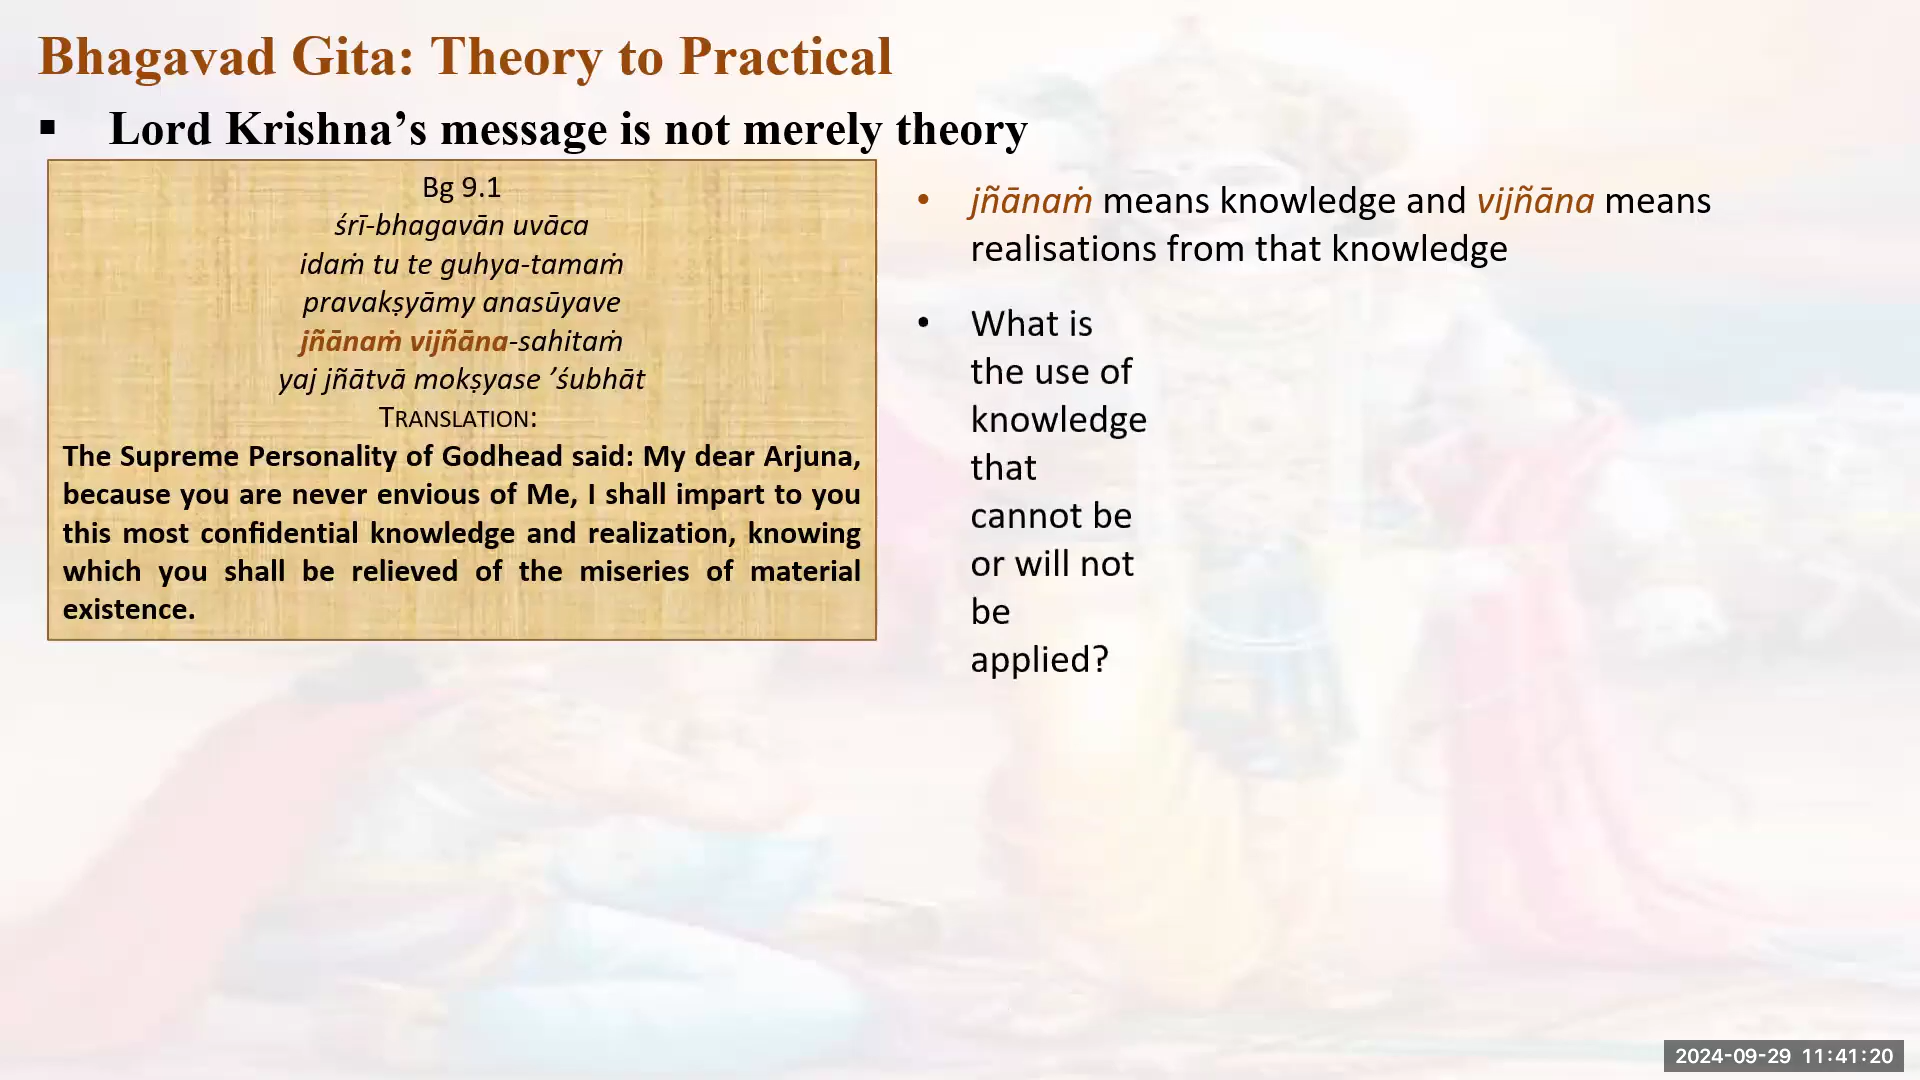 Bhagavad Gita: Theory to Practical
▪ Lord Krishna’s message is not merely theory
Bg 9.1
śrī-bhagavān uvāca
idaṁ tu te guhya-tamaṁ
pravakṣyāmy anasūyave
jñānaṁ vijñāna-sahitaṁ
yaj jñātvā mokṣyase ’śubhāt
TRANSLATION:
The Supreme Personality of Godhead said: My dear Arjuna,
because you are never envious of Me, I shall impart to you
this most confidential knowledge and realization, knowing
which you shall be relieved of the miseries of material
existence.
• jñānaṁ means knowledge and vijñāna means
realisations from that knowledge
• What is
the use of
knowledge
that
cannot be
or will not
be
applied?
2024-09-29 11:41:20